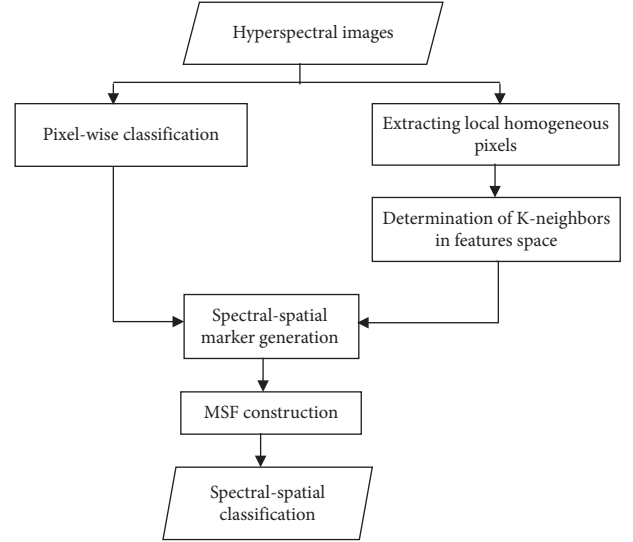 Hyperspectral images
Pixel-wise classification
Extracting local homogeneous
pixels
Determination of K-neighbors
in features space
Spectral-spatial
marker generation
MSF construction
Spectral-spatial
classification